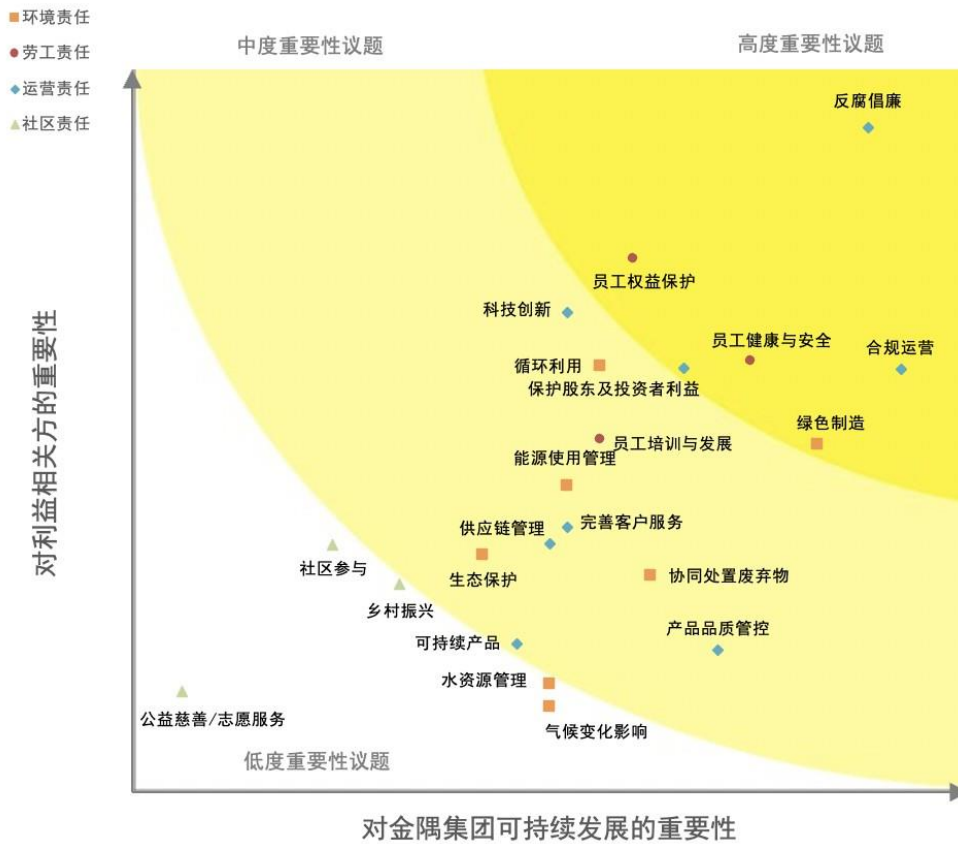 环境责任
劳工责任
运营责任
社区责任
中度重要性议题
高度重要性议题
反腐倡廉
员工权益保护
科技创新
员工健康与安全
合规运营
循环利用
保护股东及投资者利益
绿色制造
员工培训与发展
能源使用管理
供应链管理
完善客户服务
社区参与
生态保护
协同处置废弃物
乡村振兴
可持续产品
产品品质管控
水资源管理
公益慈善/志愿服务
气候变化影响
低度重要性议题
对利益相关方的重要性
对金隅集团可持续发展的重要性